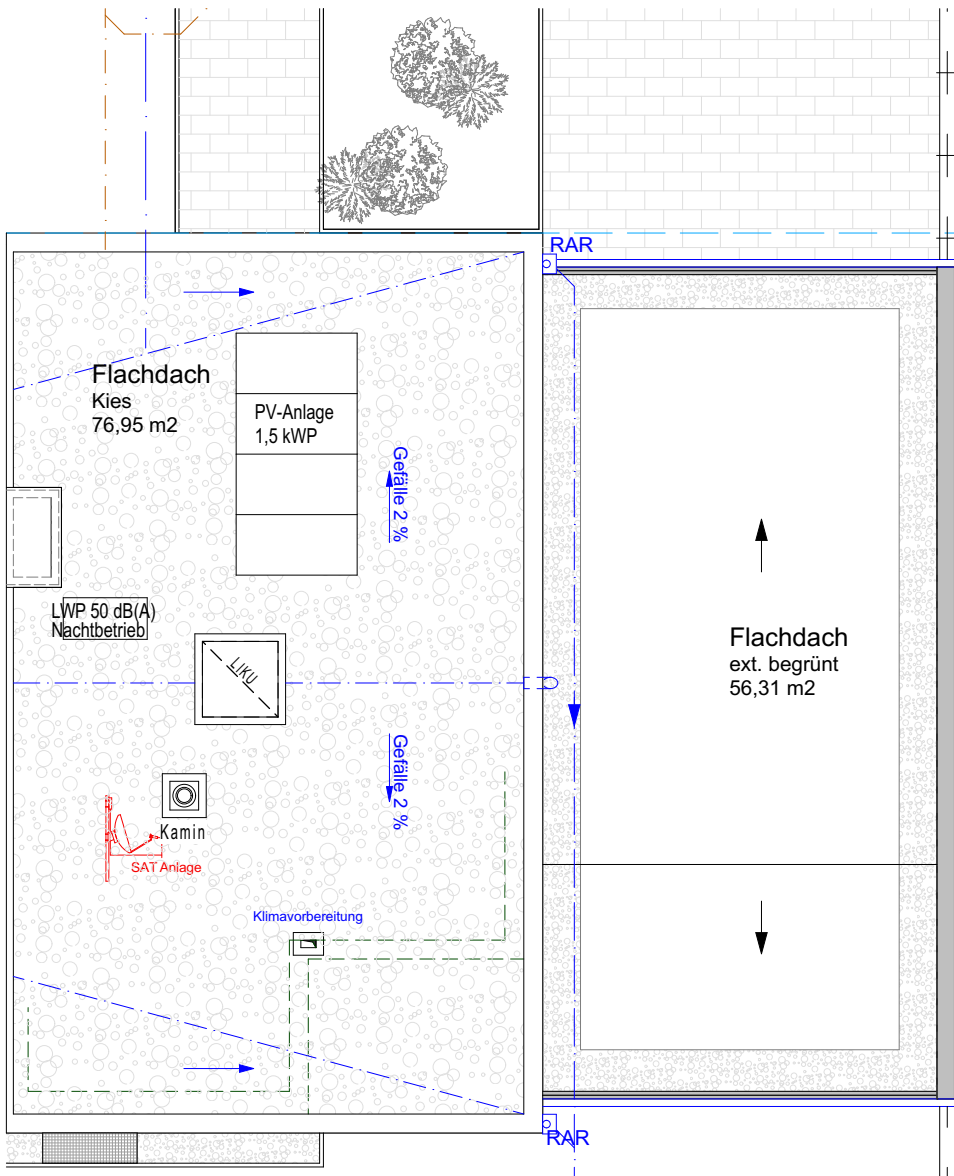 RAR
Flachdach
Kies
76,95 m2
PV-Anlage
1,5 kWP
Gefälle 2 %
LWP 50 dB(A)
Nachtbetrieb
LIKU
Flachdach
ext. begrünt
56,31 m2
Gefälle 2 %
Kamin
SAT Anlage
Klimavorbereitung
RAR